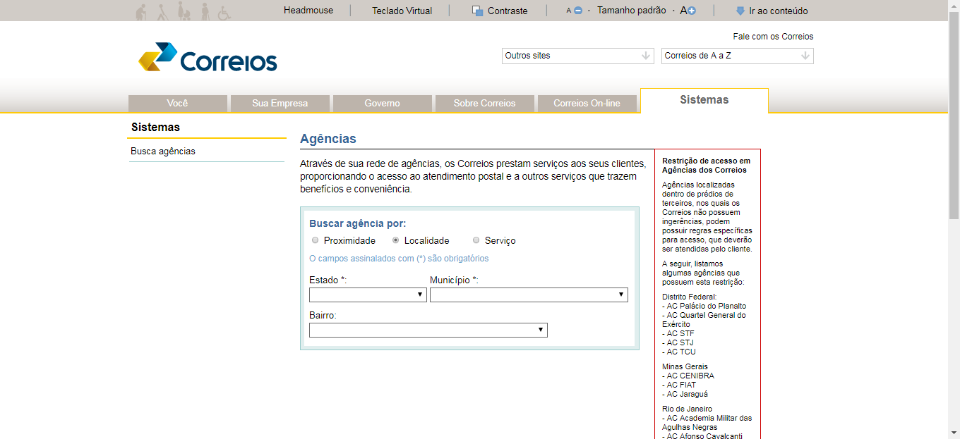 Headmouse
Teclado Virtual
Contraste
A - Tamanho padrão - A
Ir ao conteúdo
Fale com os Correios
Correios
Outros sites
Correios de A a Z
Você
Sua Empresa
Governo
Sobre Correios
Correios On-line
Sistemas
Sistemas
Busca agências
Agências
Através de sua rede de agências, os Correios prestam serviços aos seus clientes,
proporcionando o acesso ao atendimento postal e a outros serviços que trazem
benefícios e conveniência.
Buscar agência por:
Proximidade
Localidade
Serviço
O campos assinalados com (*) são obrigatórios
Estado *:
Município *:
Bairro:
Restrição de acesso em
Agências dos Correios
Agências localizadas
dentro de prédios de
terceiros, nos quais os
Correios não possuem
ingerências, podem
possuir regras específicas
para acesso, que deverão
ser atendidas pelo cliente.
A seguir, listamos
algumas agências que
possuem esta restrição:
Distrito Federal:
- AC Palácio do Planalto
- AC Quartel General do
Exército
- AC STF
- AC STJ
- AC TCU
Minas Gerais
- AC CENIBRA
- AC FIAT
- AC Jaraguá
Rio de Janeiro
- AC Academia Militar das
Agulhas Negras
- AC Afonso Cavalcanti